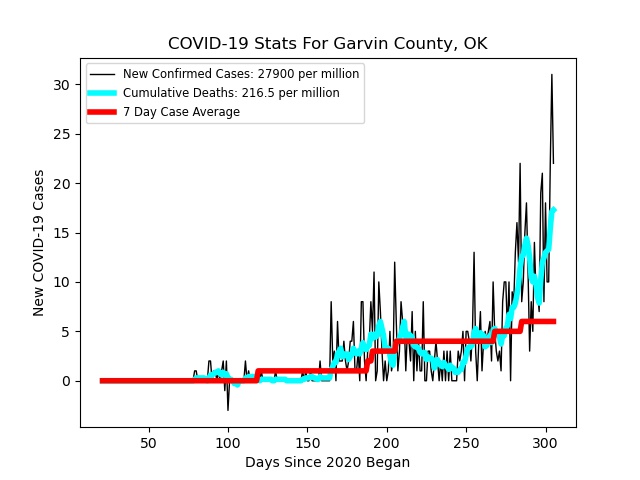 COVID-19 Stats For Garvin County, OK
New Confirmed Cases: 27900 per million
Cumulative Deaths: 216.5 per million
7 Day Case Average
New COVID-19 Cases
30
25
20
15
10
5
0
50
100
150
200
250
300
Days Since 2020 Began